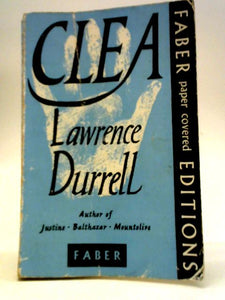 CLEA
Lawrence
Durrell
Author of
Justine · Balthazar · Mountolive
FABER
FABER paper covered EDITIONS